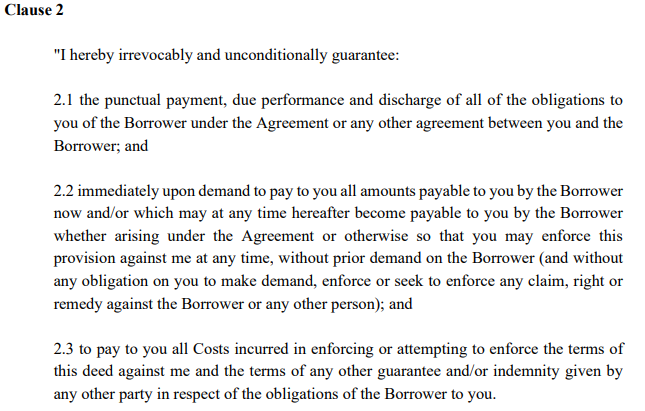 Clause 2
"I hereby irrevocably and unconditionally guarantee:
2.1 the punctual payment, due performance and discharge of all of the obligations to
you of the Borrower under the Agreement or any other agreement between you and the
Borrower; and
2.2 immediately upon demand to pay to you all amounts payable to you by the Borrower
now and/or which may at any time hereafter become payable to you by the Borrower
whether arising under the Agreement or otherwise so that you may enforce this
provision against me at any time, without prior demand on the Borrower (and without
any obligation on you to make demand, enforce or seek to enforce any claim, right or
remedy against the Borrower or any other person); and
2.3 to pay to you all Costs incurred in enforcing or attempting to enforce the terms of
this deed against me and the terms of any other guarantee and/or indemnity given by
any other party in respect of the obligations of the Borrower to you.